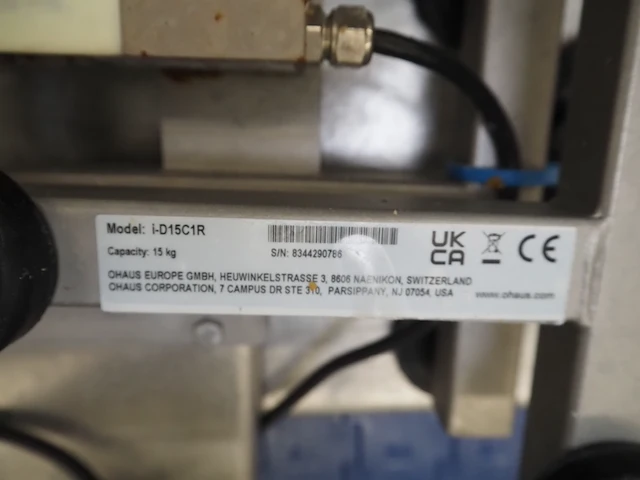 Model: i-D15C1R
Capacity: 15 kg
S/N: 8344290786
UK
CA
CE
OHAUS EUROPE GMBH, HEUWINKELSTRASSE 3, 8606 NAENIKON, SWITZERLAND
OHAUS CORPORATION, 7 CAMPUS DR STE 310, PARSIPPANY, NJ 07054, USA
www.ohaus.com